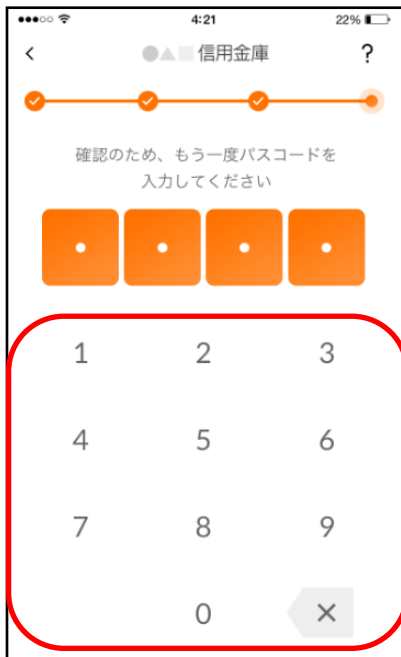 4:21 22%
●▲■ 信用金庫 ?
確認のため、もう一度パスコードを
入力してください
1 2 3
4 5 6
7 8 9
0